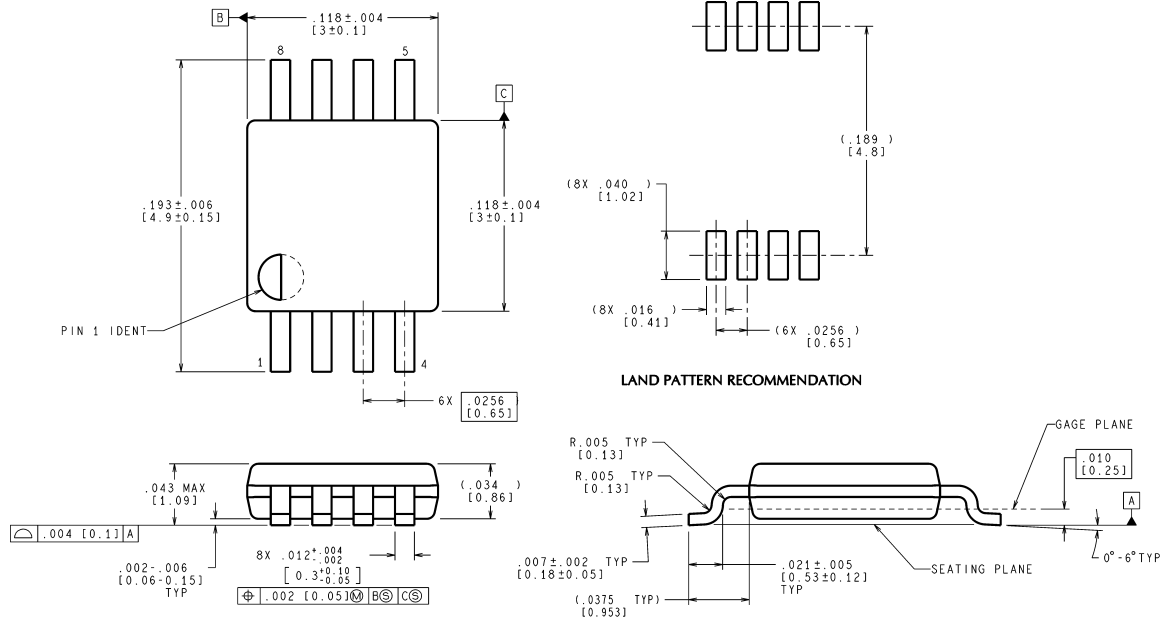 B
.118±.004
[3±0.1]
8
5
C
.193±.006
[4.9±0.15]
.118±.004
[3±0.1]
PIN 1 IDENT
1
4
6X .0256
[0.65]
(.189 )
[4.8]
(8X .040 )
[1.02]
(8X .016 )
[0.41]
(6X .0256 )
[0.65]
LAND PATTERN RECOMMENDATION
.043 MAX
[1.09]
(.034 )
[0.86]
.004 [0.1] A
.002-.006
[0.06-0.15]
TYP
8X .012 +.004 -.002
[ 0.3 +0.10 -0.05 ]
⌖ .002 [0.05]Ⓜ BⓈ CⓈ
R.005 TYP
[0.13]
R.005 TYP
[0.13]
GAGE PLANE
.010
[0.25]
A
0°-6° TYP
.007±.002 TYP
[0.18±0.05]
.021±.005
[0.53±0.12]
TYP
SEATING PLANE
(.0375 TYP)
[0.953]